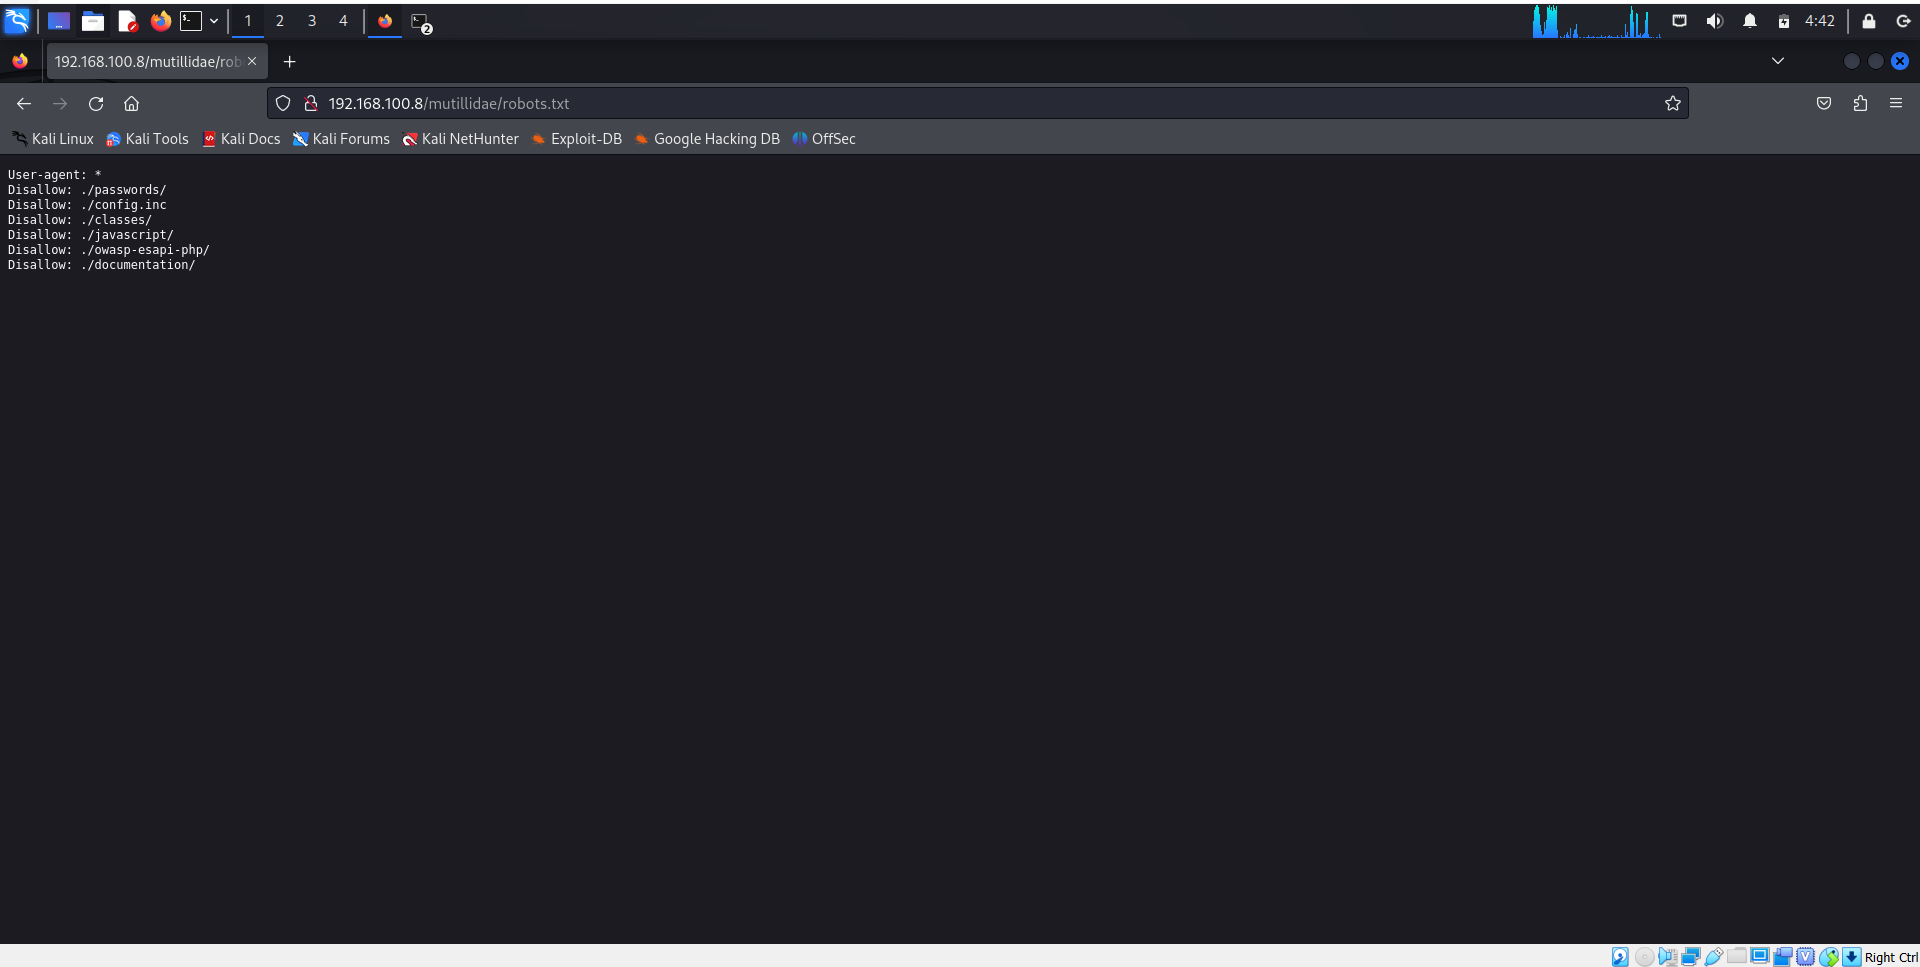 1 2 3 4 2 4:42
192.168.100.8/mutillidae/rob
192.168.100.8/mutillidae/robots.txt
Kali Linux Kali Tools Kali Docs Kali Forums Kali NetHunter Exploit-DB Google Hacking DB OffSec
User-agent: *
Disallow: ./passwords/
Disallow: ./config.inc
Disallow: ./classes/
Disallow: ./javascript/
Disallow: ./owasp-esapi-php/
Disallow: ./documentation/
Right Ctrl